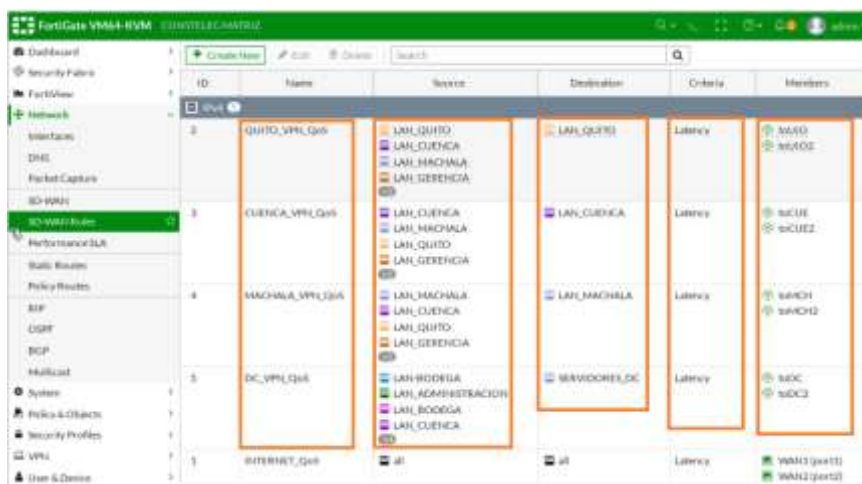 FortiGate VM64-KVM
Dashboard
Security Fabric
FortiView
Network
Interfaces
DNS
Packet Capture
SD-WAN
SD-WAN Rules
Performance SLA
Static Routes
Policy Routes
RIP
OSPF
BGP
Multicast
System
Policy & Objects
Security Profiles
VPN
User & Device
Create New Edit Delete Search
ID Name Source Destination Criteria Members
IPv4
2 QUITO_VPN_QoS LAN_QUITO LAN_QUITO Latency toUIO
LAN_CUENCA toUIO2
LAN_MACHALA
LAN_GERENCIA
3 CUENCA_VPN_QoS LAN_CUENCA LAN_CUENCA Latency toCUE
LAN_MACHALA toCUE2
LAN_QUITO
LAN_GERENCIA
4 MACHALA_VPN_QoS LAN_MACHALA LAN_MACHALA Latency toMCH
LAN_CUENCA toMCH2
LAN_QUITO
LAN_GERENCIA
5 DC_VPN_QoS LAN-BODEGA SERVIDORES_DC Latency toDC
LAN_ADMINISTRACION toDC2
LAN_BODEGA
LAN_CUENCA
1 INTERNET_QoS all all Latency WAN1 (port1)
WAN2 (port2)